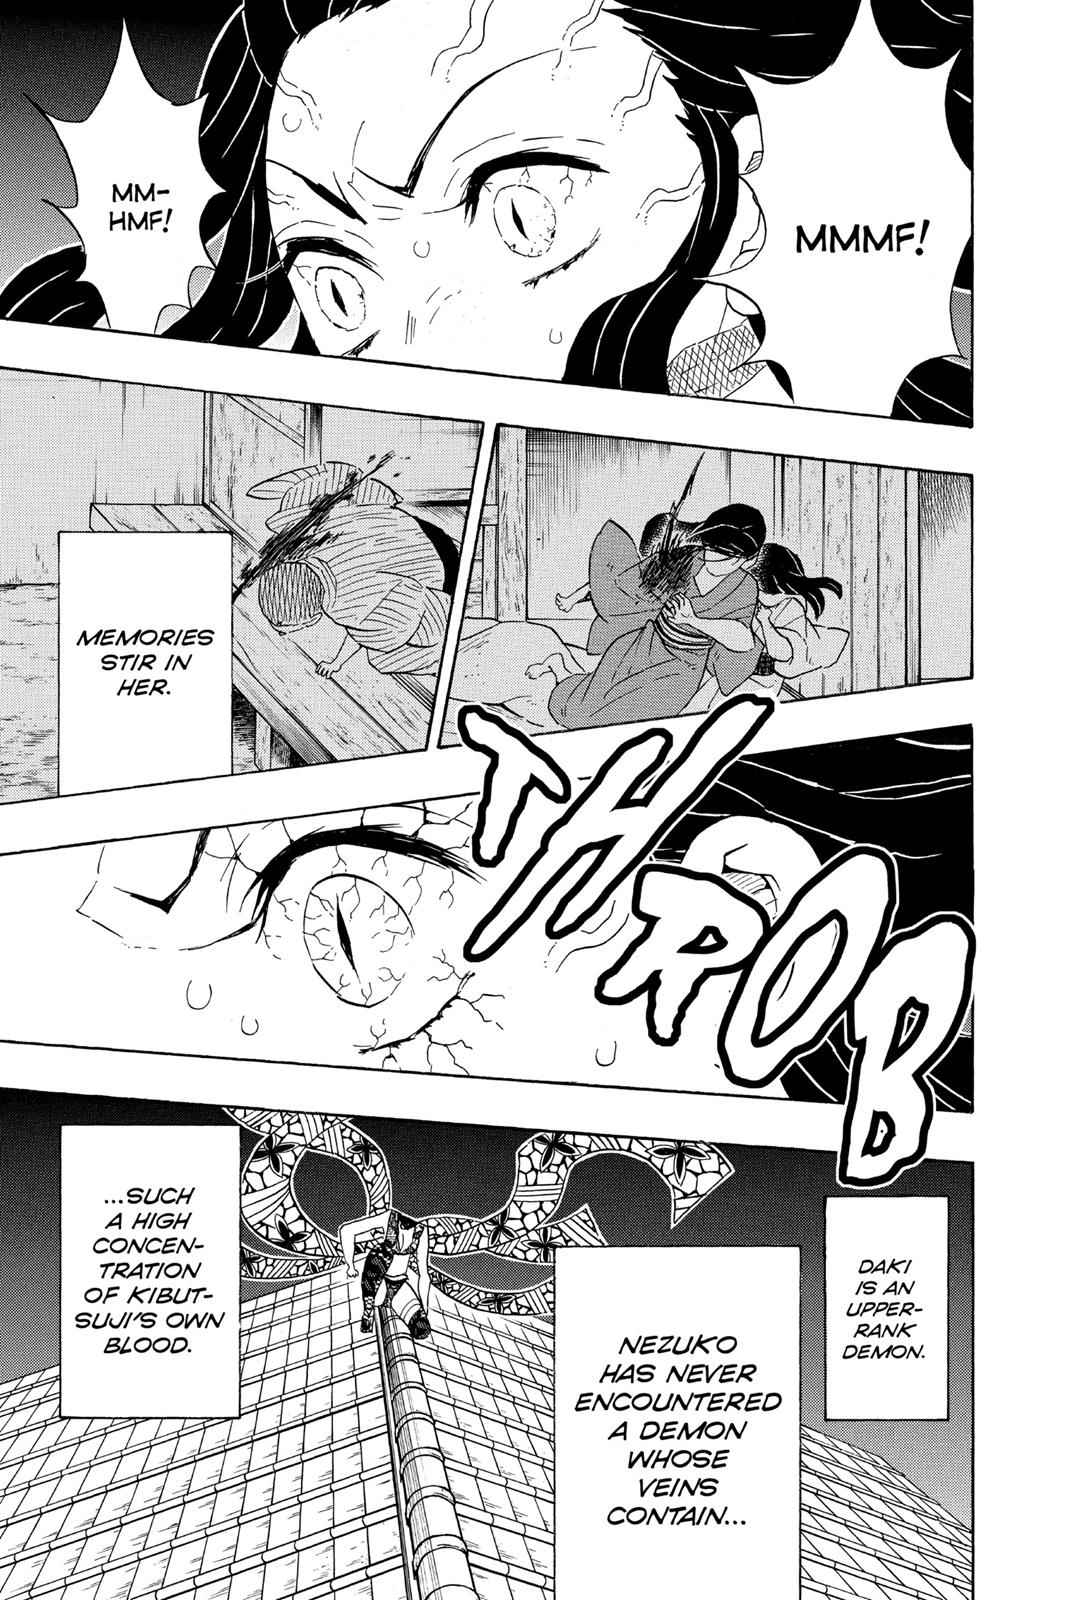 MMMF!
MM-
HMF!
MEMORIES
STIR IN
HER.
THROB
DAKI
IS AN
UPPER-
RANK
DEMON.
NEZUKO
HAS NEVER
ENCOUNTERED
A DEMON
WHOSE
VEINS
CONTAIN...
...SUCH
A HIGH
CONCEN-
TRATION
OF KIBUT-
SUJI'S OWN
BLOOD.